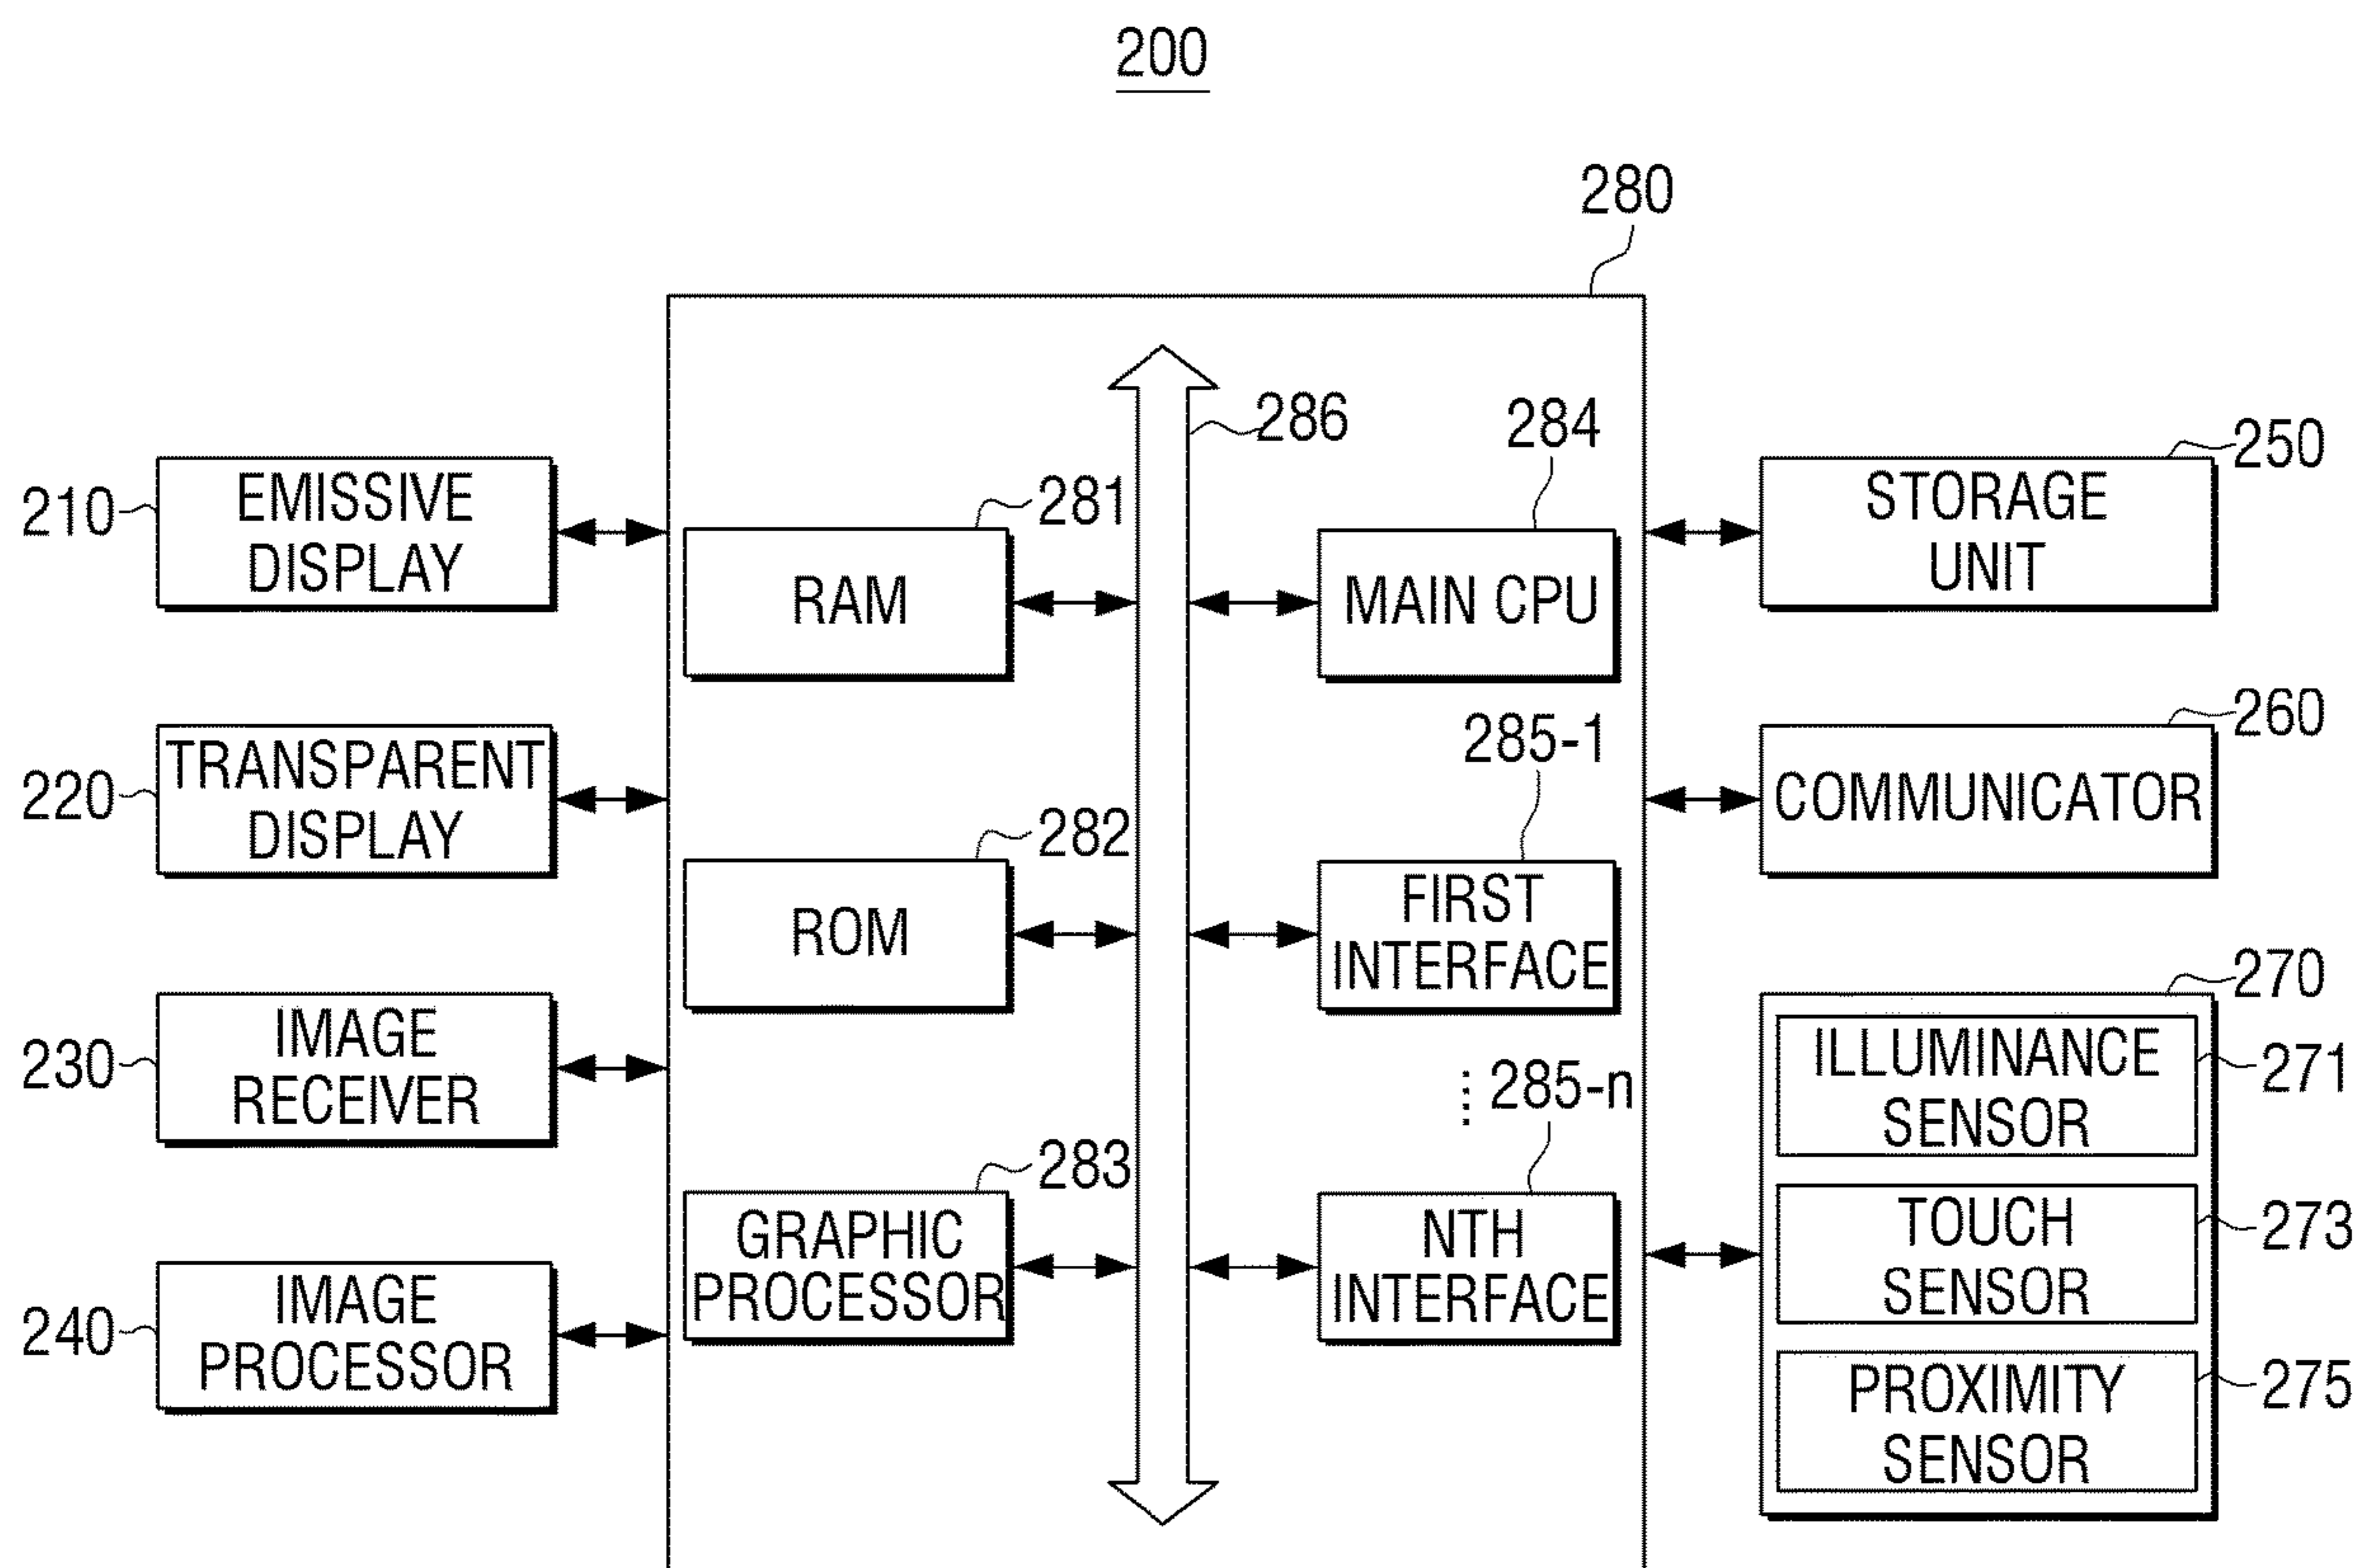 200
280
286
284
250
281
210
EMISSIVE
DISPLAY
RAM
MAIN CPU
STORAGE
UNIT
285-1
260
220
TRANSPARENT
DISPLAY
282
COMMUNICATOR
ROM
FIRST
INTERFACE
270
230
IMAGE
RECEIVER
285-n
ILLUMINANCE
SENSOR
271
283
GRAPHIC
PROCESSOR
NTH
INTERFACE
TOUCH
SENSOR
273
240
IMAGE
PROCESSOR
PROXIMITY
SENSOR
275